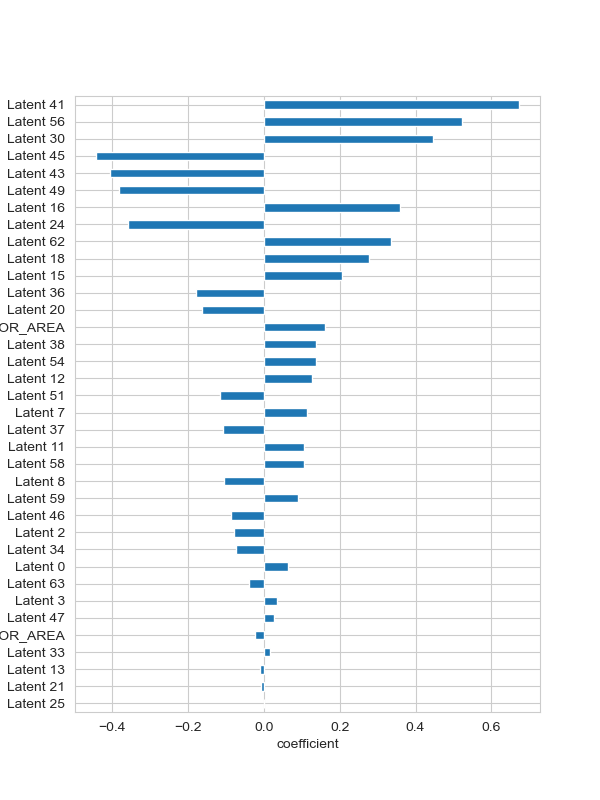 Latent 41
Latent 56
Latent 30
Latent 45
Latent 43
Latent 49
Latent 16
Latent 24
Latent 62
Latent 18
Latent 15
Latent 36
Latent 20
OR_AREA
Latent 38
Latent 54
Latent 12
Latent 51
Latent 7
Latent 37
Latent 11
Latent 58
Latent 8
Latent 59
Latent 46
Latent 2
Latent 34
Latent 0
Latent 63
Latent 3
Latent 47
OR_AREA
Latent 33
Latent 13
Latent 21
Latent 25
−0.4 −0.2 0.0 0.2 0.4 0.6
coefficient